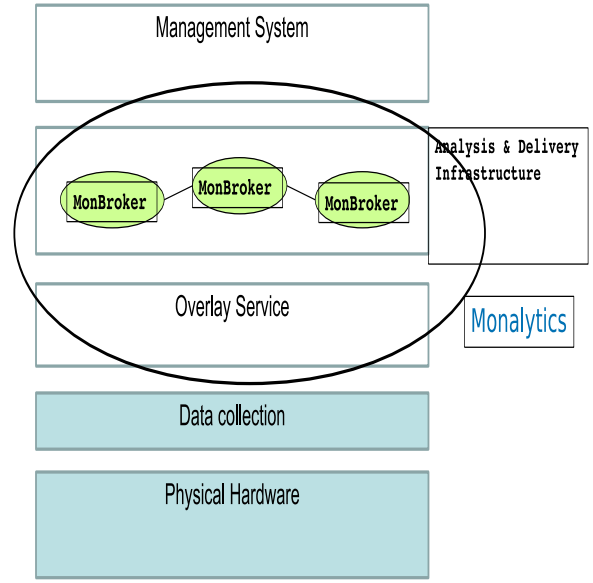 Management System
Analysis & Delivery
Infrastructure
MonBroker
MonBroker
MonBroker
Overlay Service
Monalytics
Data collection
Physical Hardware